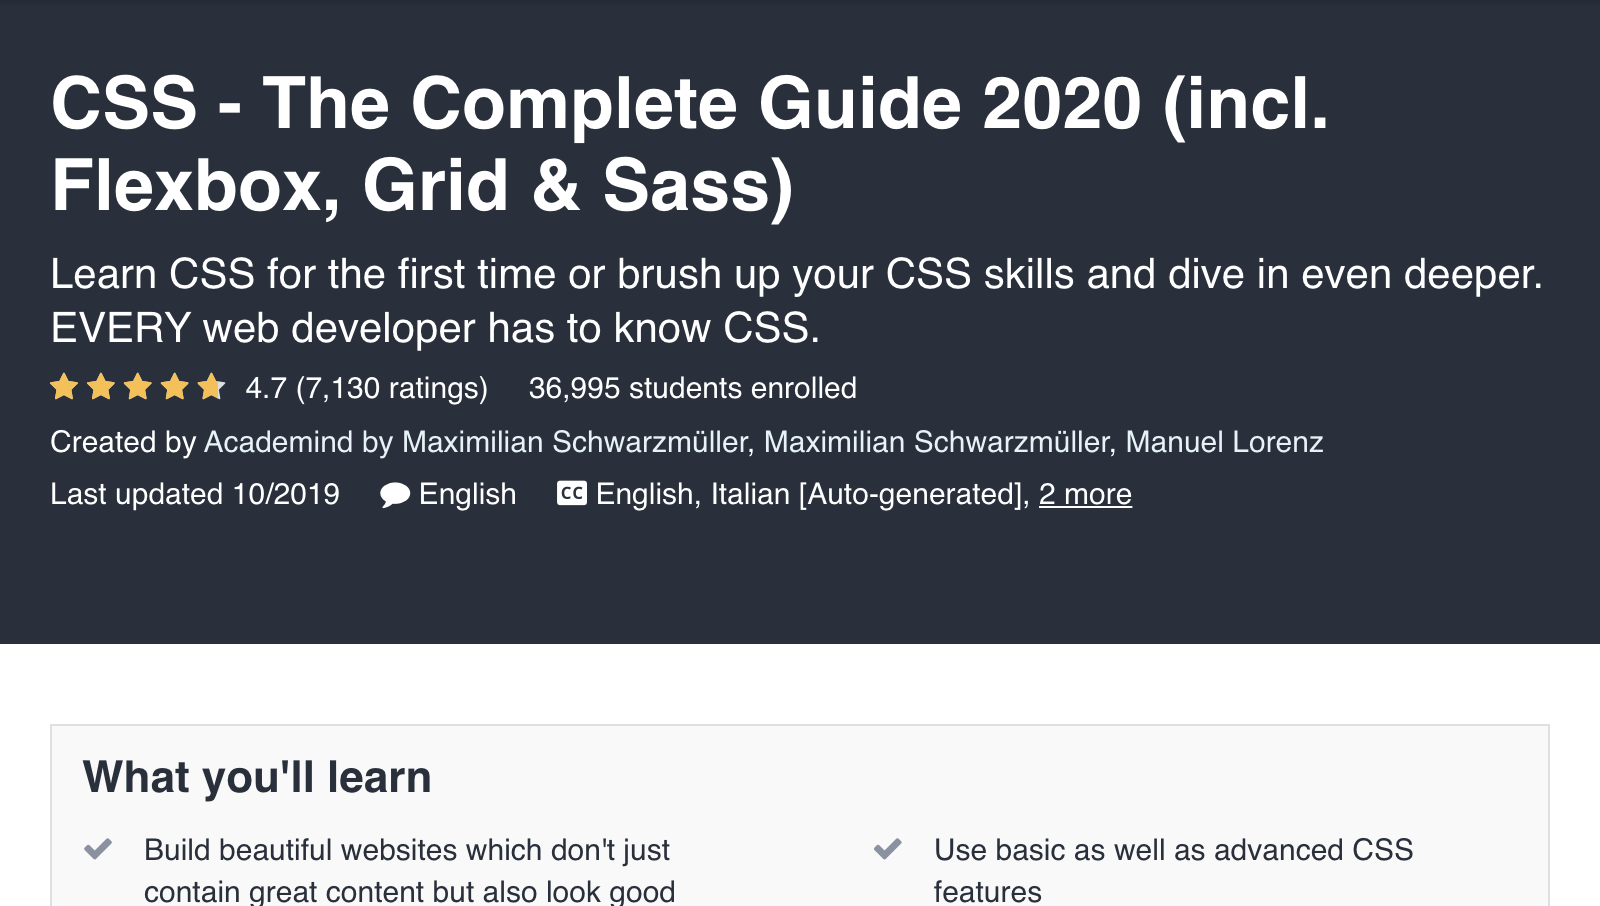 CSS - The Complete Guide 2020 (incl.
Flexbox, Grid & Sass)
Learn CSS for the first time or brush up your CSS skills and dive in even deeper.
EVERY web developer has to know CSS.
4.7 (7,130 ratings) 36,995 students enrolled
Created by Academind by Maximilian Schwarzmüller, Maximilian Schwarzmüller, Manuel Lorenz
Last updated 10/2019 English CC English, Italian [Auto-generated], 2 more
What you'll learn
Build beautiful websites which don't just
contain great content but also look good
Use basic as well as advanced CSS
features